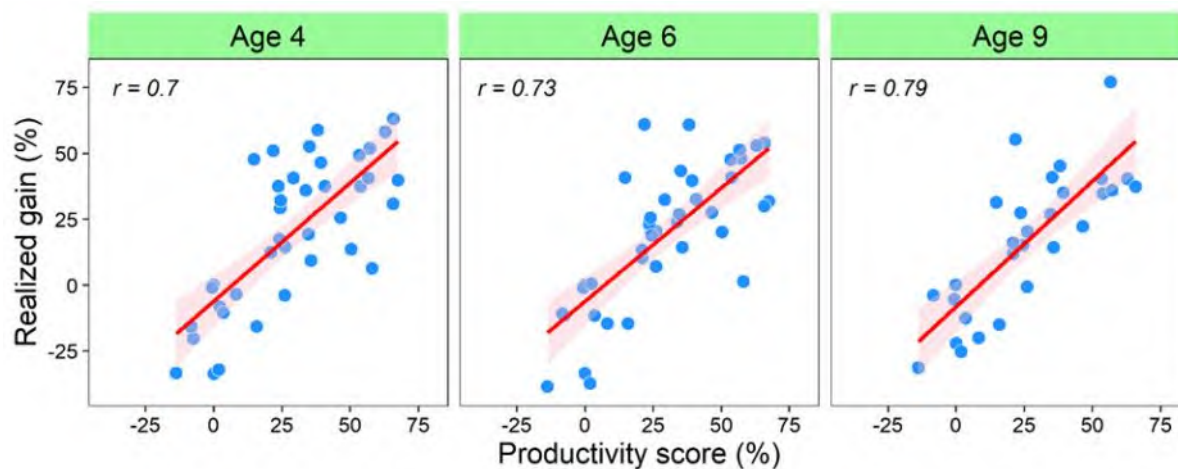 Age 4 Age 6 Age 9
r = 0.7 r = 0.73 r = 0.79
Realized gain (%)
75
50
25
0
-25
-25 0 25 50 75 -25 0 25 50 75 -25 0 25 50 75
Productivity score (%)